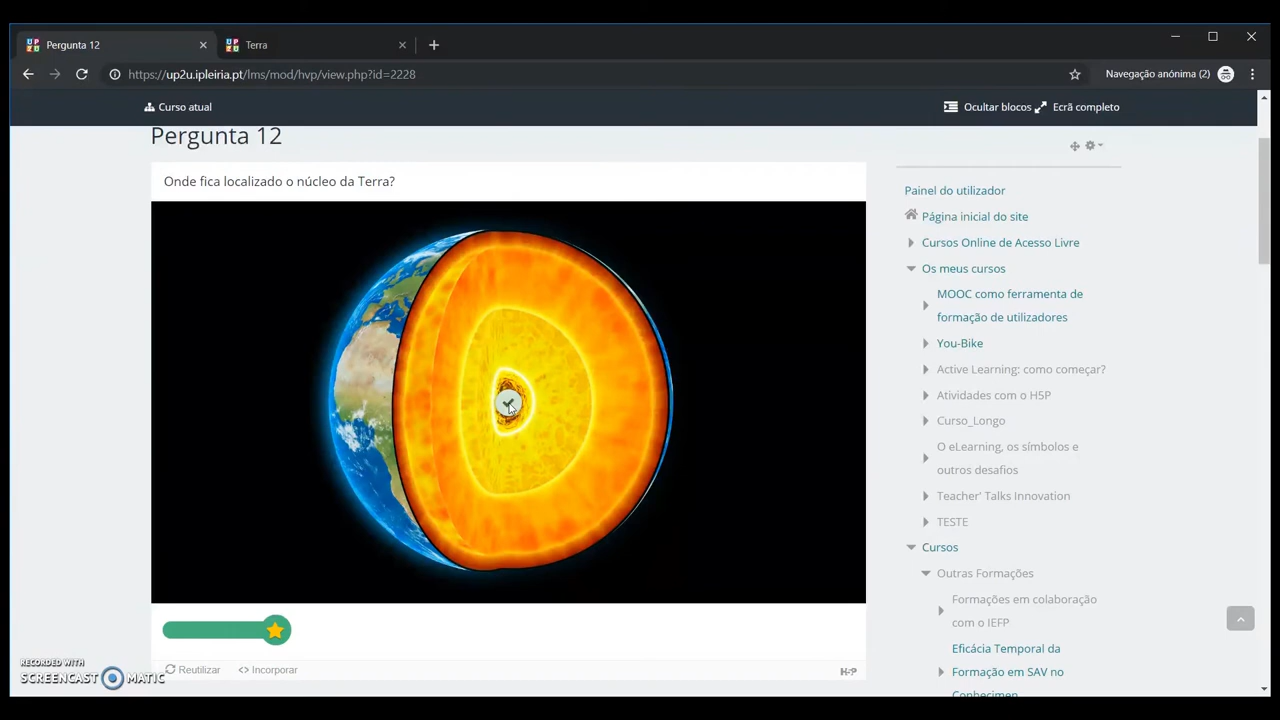 Pergunta 12
Terra
https://up2u.ipleiria.pt/lms/mod/hvp/view.php?id=2228
Navegação anónima (2)
Curso atual
Ocultar blocos
Ecrã completo
Pergunta 12
Onde fica localizado o núcleo da Terra?
Reutilizar
<> Incorporar
H5P
Painel do utilizador
Página inicial do site
Cursos Online de Acesso Livre
Os meus cursos
MOOC como ferramenta de
formação de utilizadores
You-Bike
Active Learning: como começar?
Atividades com o H5P
Curso_Longo
O eLearning, os símbolos e
outros desafios
Teacher’ Talks Innovation
TESTE
Cursos
Outras Formações
Formações em colaboração
com o IEFP
Eficácia Temporal da
Formação em SAV no
Conhecimen
RECORDED WITH
SCREENCAST MATIC